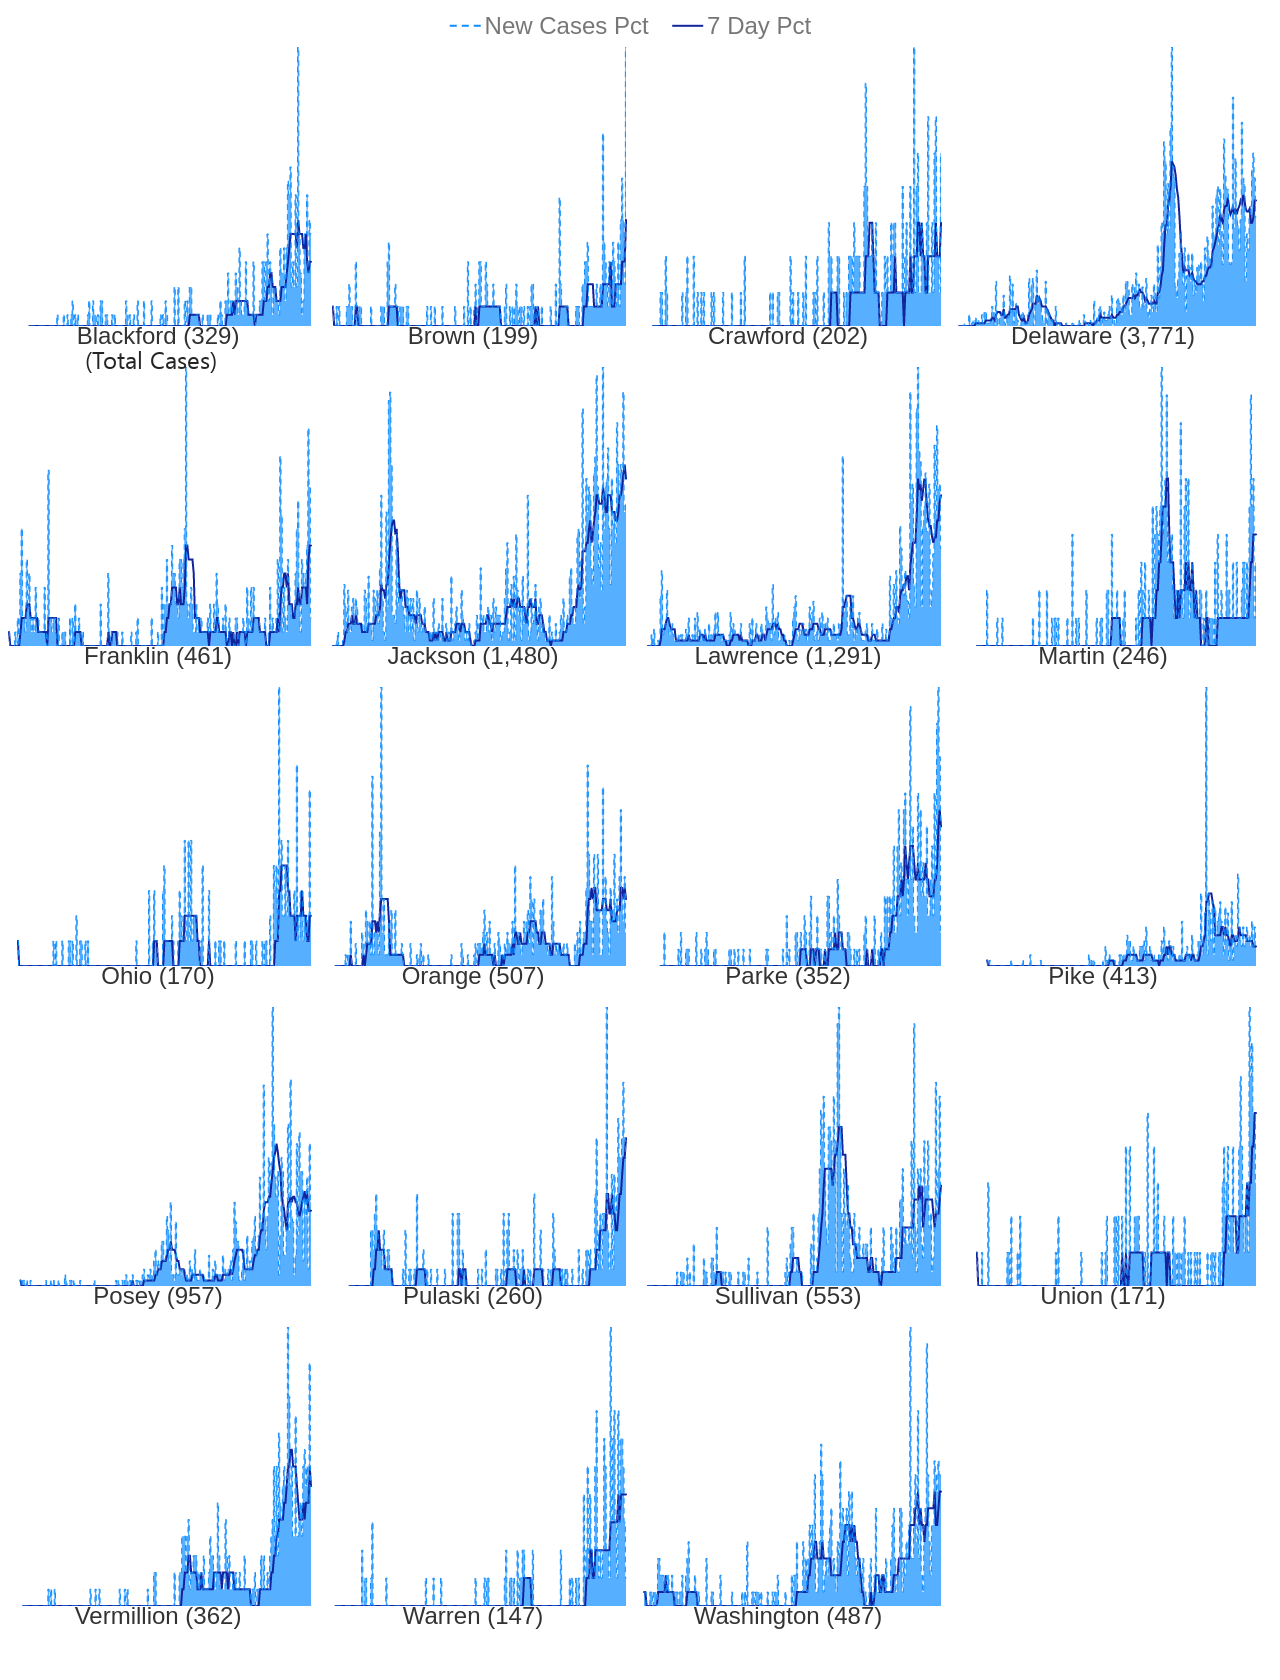 New Cases Pct 7 Day Pct
Blackford (329) Brown (199) Crawford (202) Delaware (3,771)
(Total Cases)
Franklin (461) Jackson (1,480) Lawrence (1,291) Martin (246)
Ohio (170) Orange (507) Parke (352) Pike (413)
Posey (957) Pulaski (260) Sullivan (553) Union (171)
Vermillion (362) Warren (147) Washington (487)